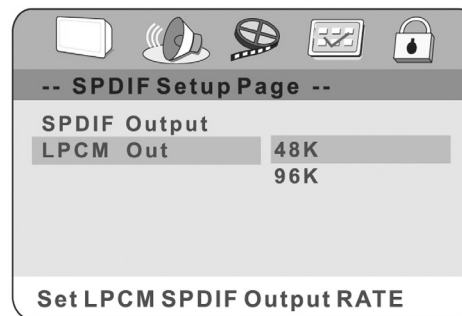 -- SPDIF Setup Page --
SPDIF Output
LPCM Out 48K
96K
Set LPCM SPDIF Output RATE